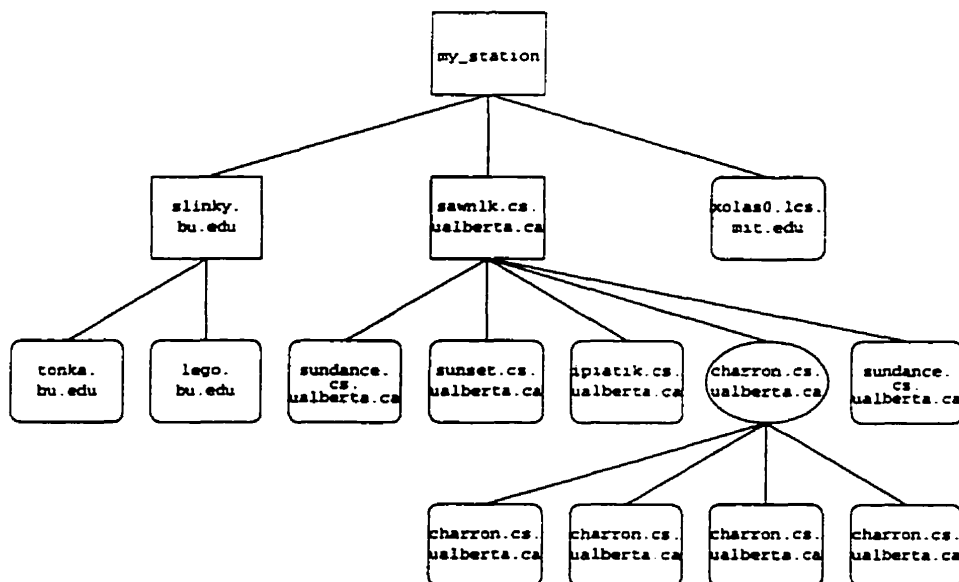 my_station
slinky.
bu.edu
sawnlk.cs.
ualberta.ca
xolas0.lcs.
mit.edu
tonka.
bu.edu
lego.
bu.edu
sundance.
cs.
ualberta.ca
sunset.cs.
ualberta.ca
ipiatik.cs.
ualberta.ca
charron.cs.
ualberta.ca
sundance.
cs.
ualberta.ca
charron.cs.
ualberta.ca
charron.cs.
ualberta.ca
charron.cs.
ualberta.ca
charron.cs.
ualberta.ca